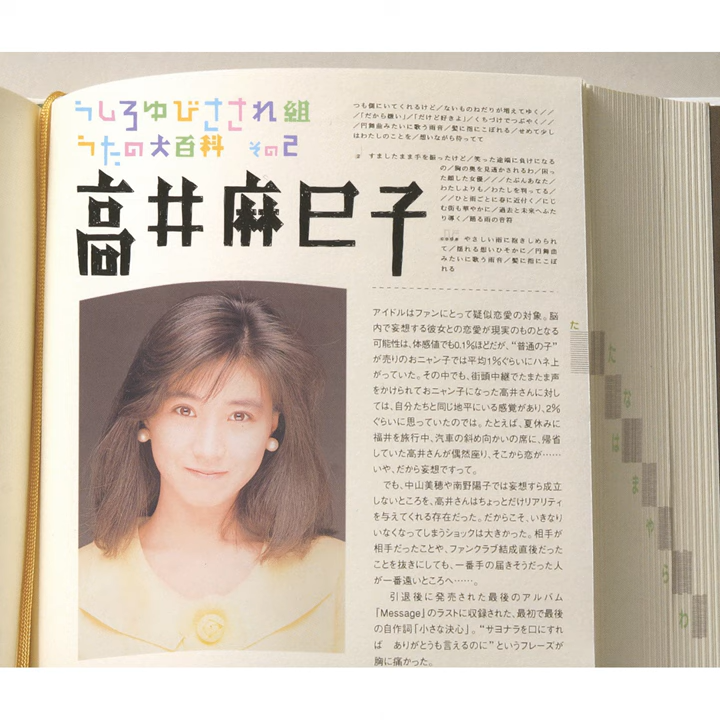 うしろゆびさされ組
うたの大百科 その2
高井麻巳子
つも傍にいてくれるけど／ないものねだりが増えてゆく／／
／「だから嫌い」／「だけど好きよ」／くちづけでつぶやく／／
／円舞曲みたいに歌う雨音／髪に指にこぼれる／せめて少し
はわたしのことを／想いながら待ってて
すましたまま手を振ったけど／笑った途端に負けになる
の／胸の奥を見透かされるわ／困っ
た顔した女優／／／たぶんあなた／
わたしよりも／わたしを判ってる／
／／ひと雨ごとに春に近付く／にじ
む街も華やかに／過去と未来へふた
り導く／踊る雨の音符
やさしい雨に抱きしめられ
て／揺れる想いひそかに／円舞曲
みたいに歌う雨音／髪に指にこぼ
れる
アイドルはファンにとって疑似恋愛の対象。脳
内で妄想する彼女との恋愛が現実のものとなる
可能性は、体感値でも0.1%ほどだが、“普通の子”
が売りのおニャン子では平均1%ぐらいにハネ上
がっていた。その中でも、街頭中継でたまたま声
をかけられておニャン子になった高井さんに対し
ては、自分たちと同じ地平にいる感覚があり、2%
ぐらいに思っていたのでは。たとえば、夏休みに
福井を旅行中、汽車の斜め向かいの席に、帰省
していた高井さんが偶然座り、そこから恋が……
いや、だから妄想ですって。
でも、中山美穂や南野陽子では妄想すら成立
しないところを、高井さんはちょっとだけリアリティ
を与えてくれる存在だった。だからこそ、いきなり
いなくなってしまうショックは大きかった。相手が
相手だったことや、ファンクラブ結成直後だった
ことを抜きにしても、一番手の届きそうだった人
が一番遠いところへ……。
引退後に発売された最後のアルバム
「Message」のラストに収録された、最初で最後
の自作詞「小さな決心」。“サヨナラを口にすれ
ば ありがとうも言えるのに”というフレーズが
胸に痛かった。
た
た
な
は
ま
や
ら
わ